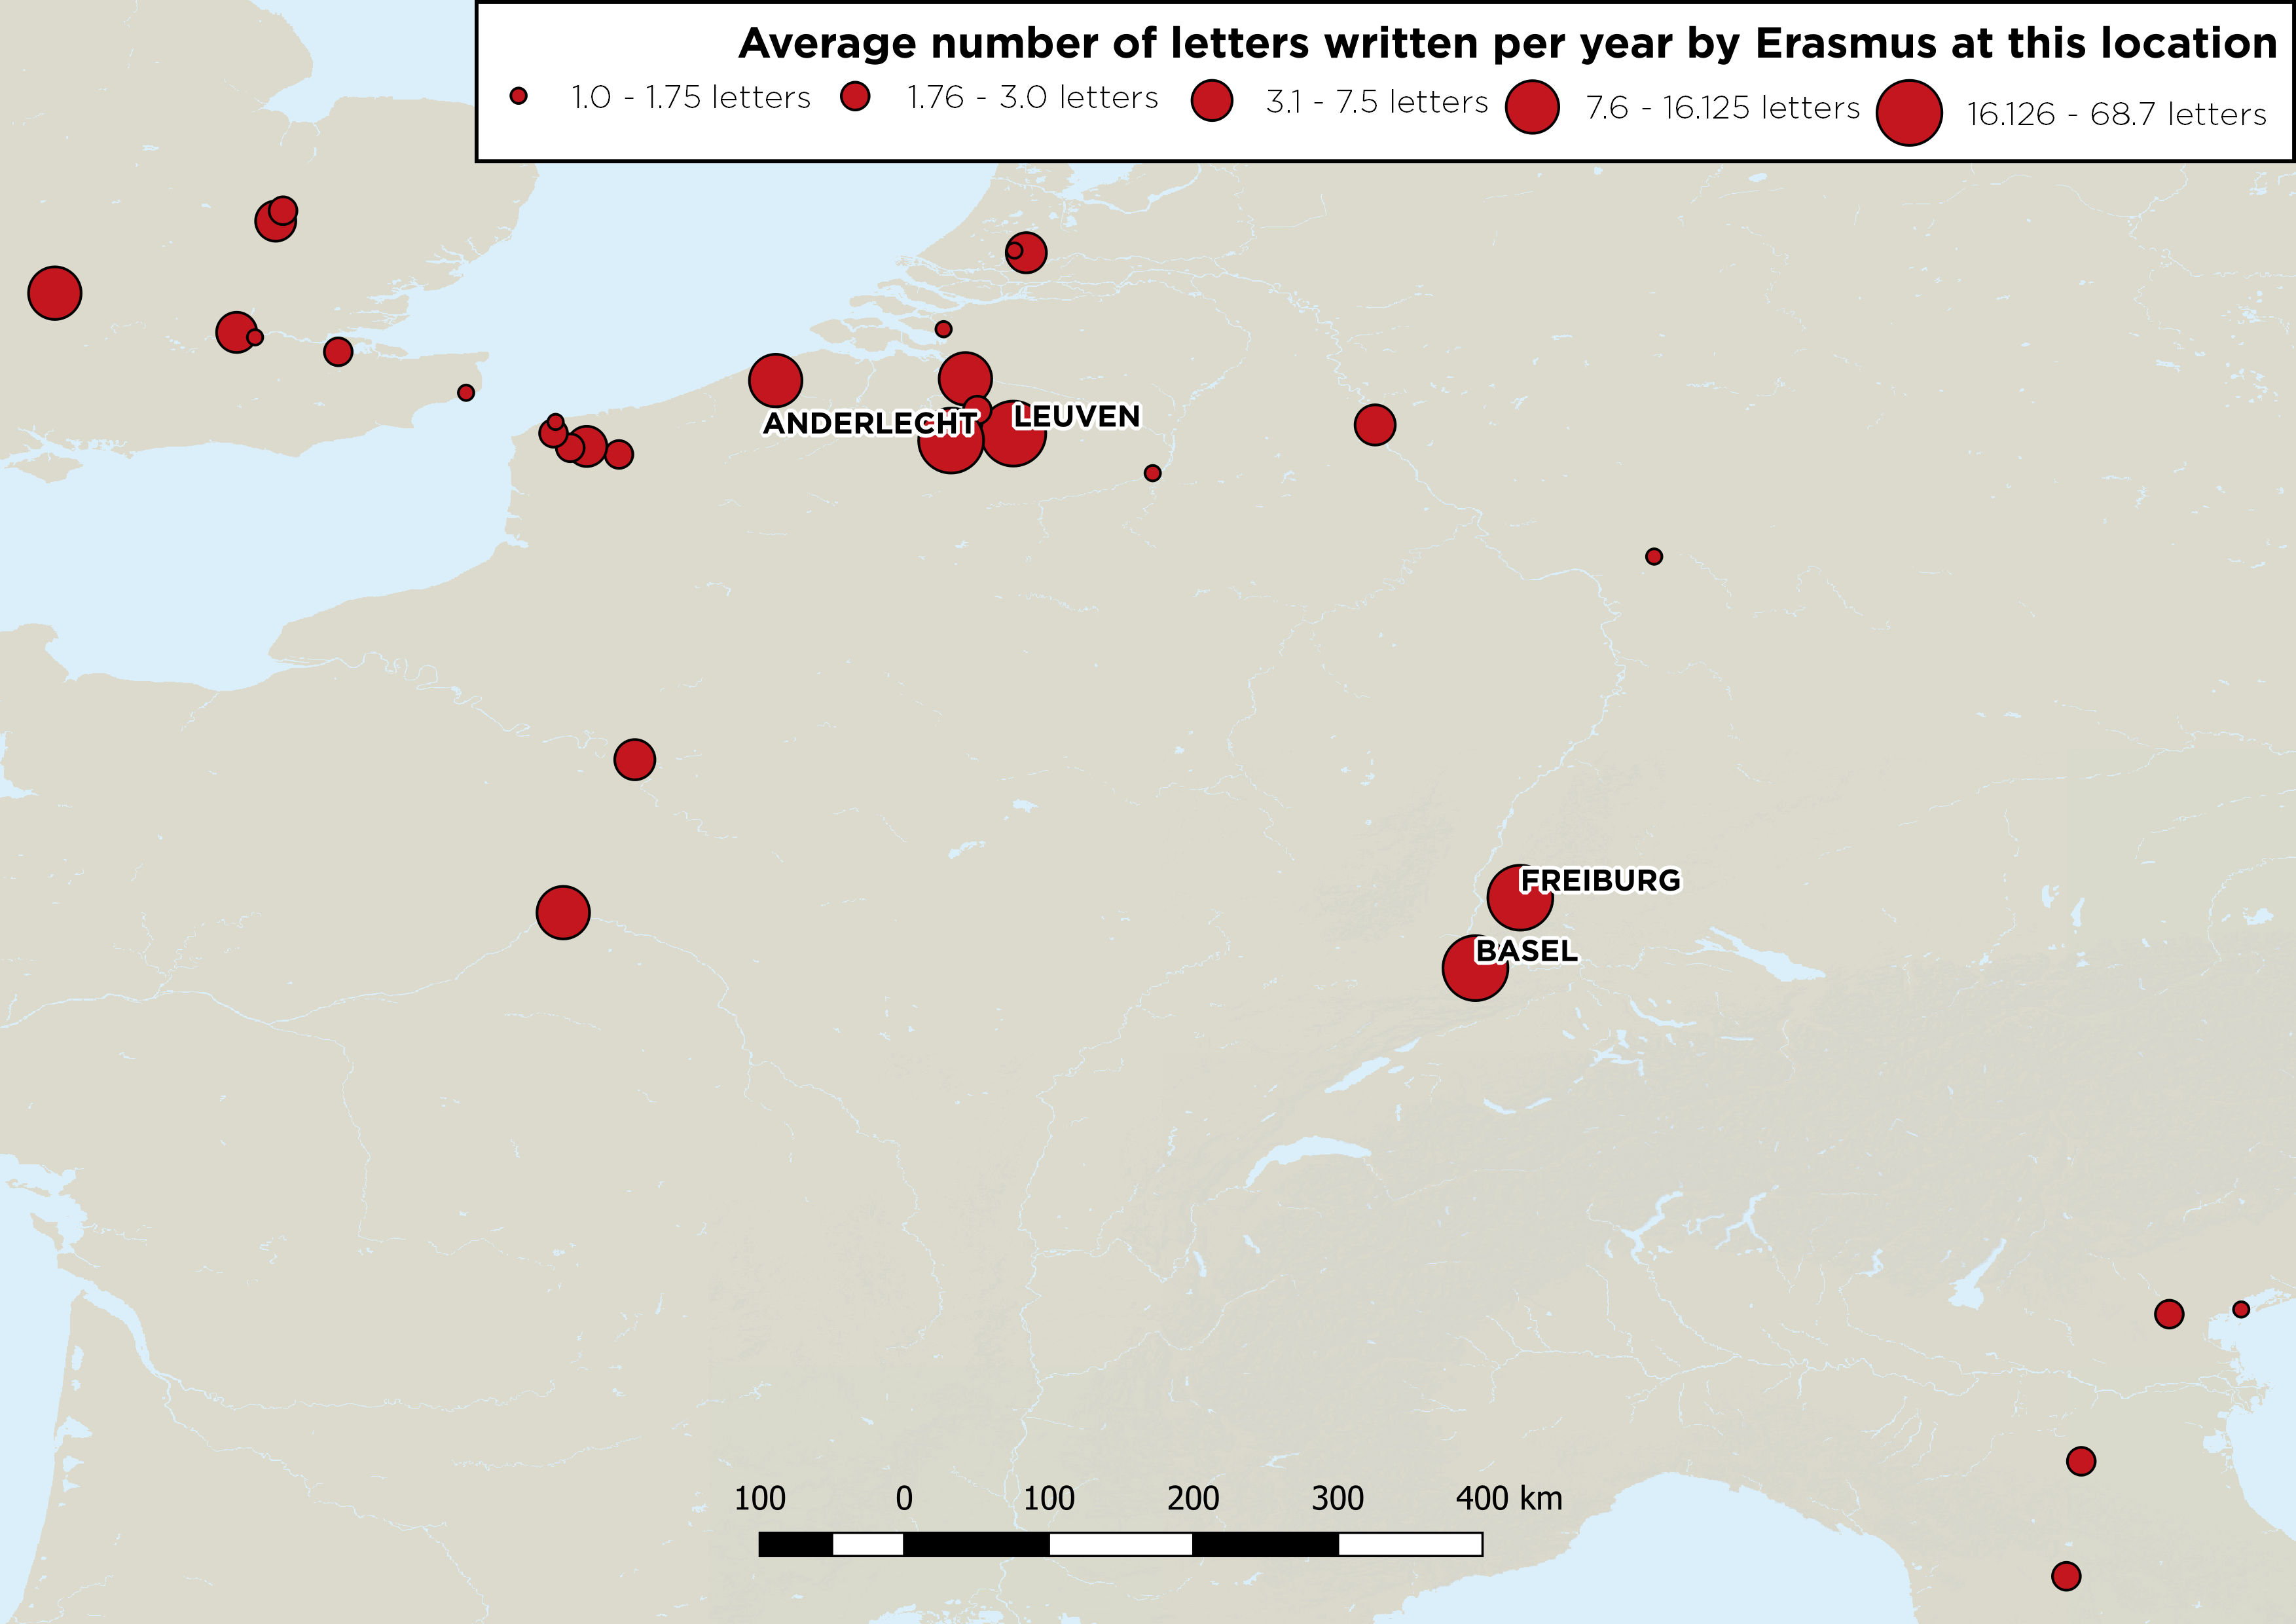 Average number of letters written per year by Erasmus at this location
1.0 - 1.75 letters 1.76 - 3.0 letters 3.1 - 7.5 letters 7.6 - 16.125 letters 16.126 - 68.7 letters
ANDERLECHT LEUVEN
FREIBURG
BASEL
100 0 100 200 300 400 km